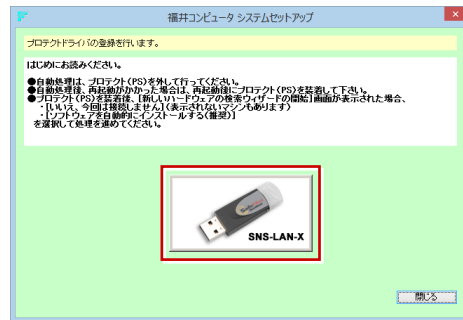 福井コンピュータ システムセットアップ
プロテクトドライバの登録を行います。
はじめにお読みください。
●自動処理は、プロテクト(PS)を外して行ってください。
●自動処理後、再起動がかかった場合は、再起動後にプロテクト(PS)を装着して下さい。
●プロテクト(PS)を装着後、[新しいハードウェアの検索ウィザードの開始]画面が表示された場合、
・[いいえ、今回は接続しません](表示されないマシンもあります)
・[ソフトウェアを自動的にインストールする(推奨)]
を選択して処理を進めてください。
SNS-LAN-X
閉じる